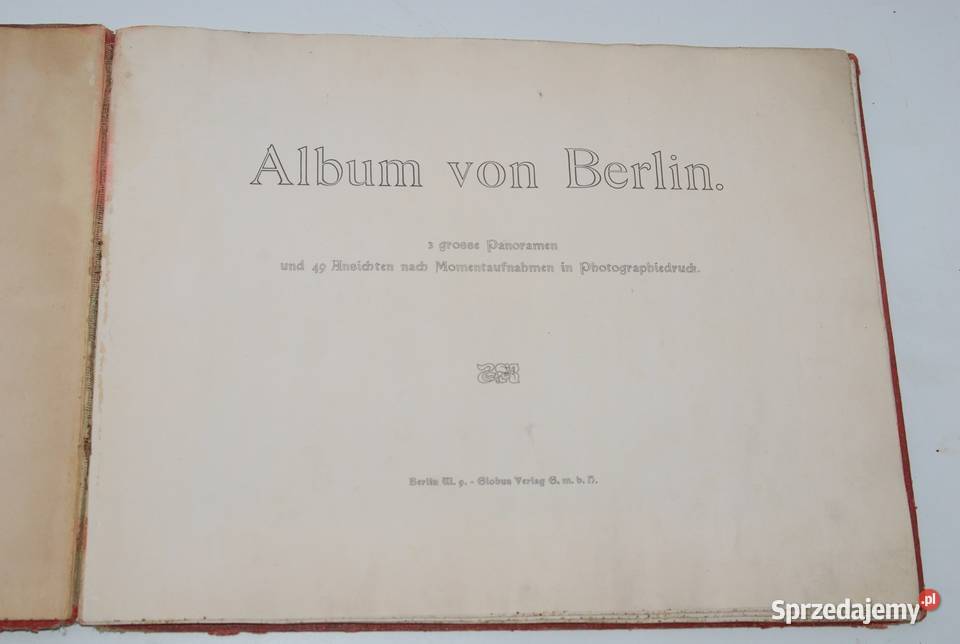 Album von Berlin.
3 grosse Panoramen
und 49 Ansichten nach Momentaufnahmen in Photographiedruck.
Berlin W. 9. - Globus Verlag G. m. b. H.
Sprzedajemy.pl